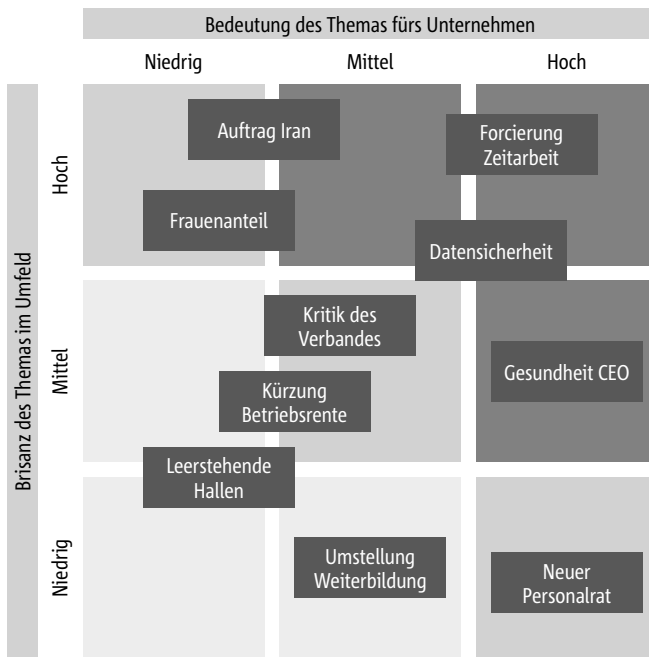 Bedeutung des Themas fürs Unternehmen
Niedrig
Mittel
Hoch
Brisanz des Themas im Umfeld
Hoch
Auftrag Iran
Forcierung
Zeitarbeit
Frauenanteil
Datensicherheit
Mittel
Kritik des
Verbandes
Gesundheit CEO
Kürzung
Betriebsrente
Leerstehende
Hallen
Niedrig
Umstellung
Weiterbildung
Neuer
Personalrat